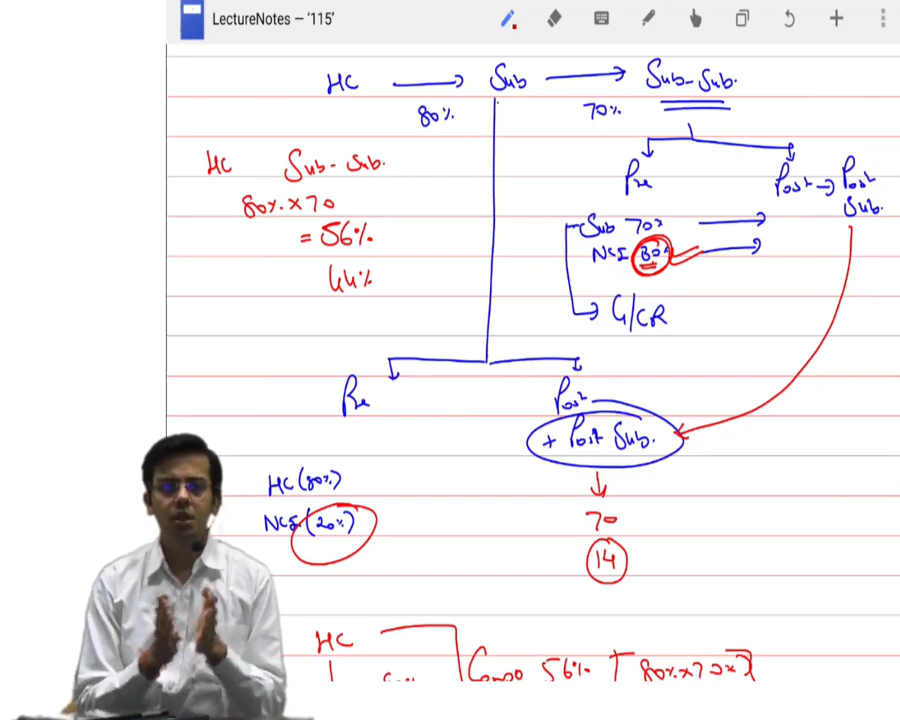 LectureNotes – '115'
HC → Sub → Sub-Sub.
80% 70%
HC Sub-Sub.
80% x 70
= 56%
44%
Pre Post → Post Sub.
Sub 70%
NCI 30%
G/CR
Pre Post
+ Post Sub.
HC (80%)
NCI (20%)
70
14
HC
56%